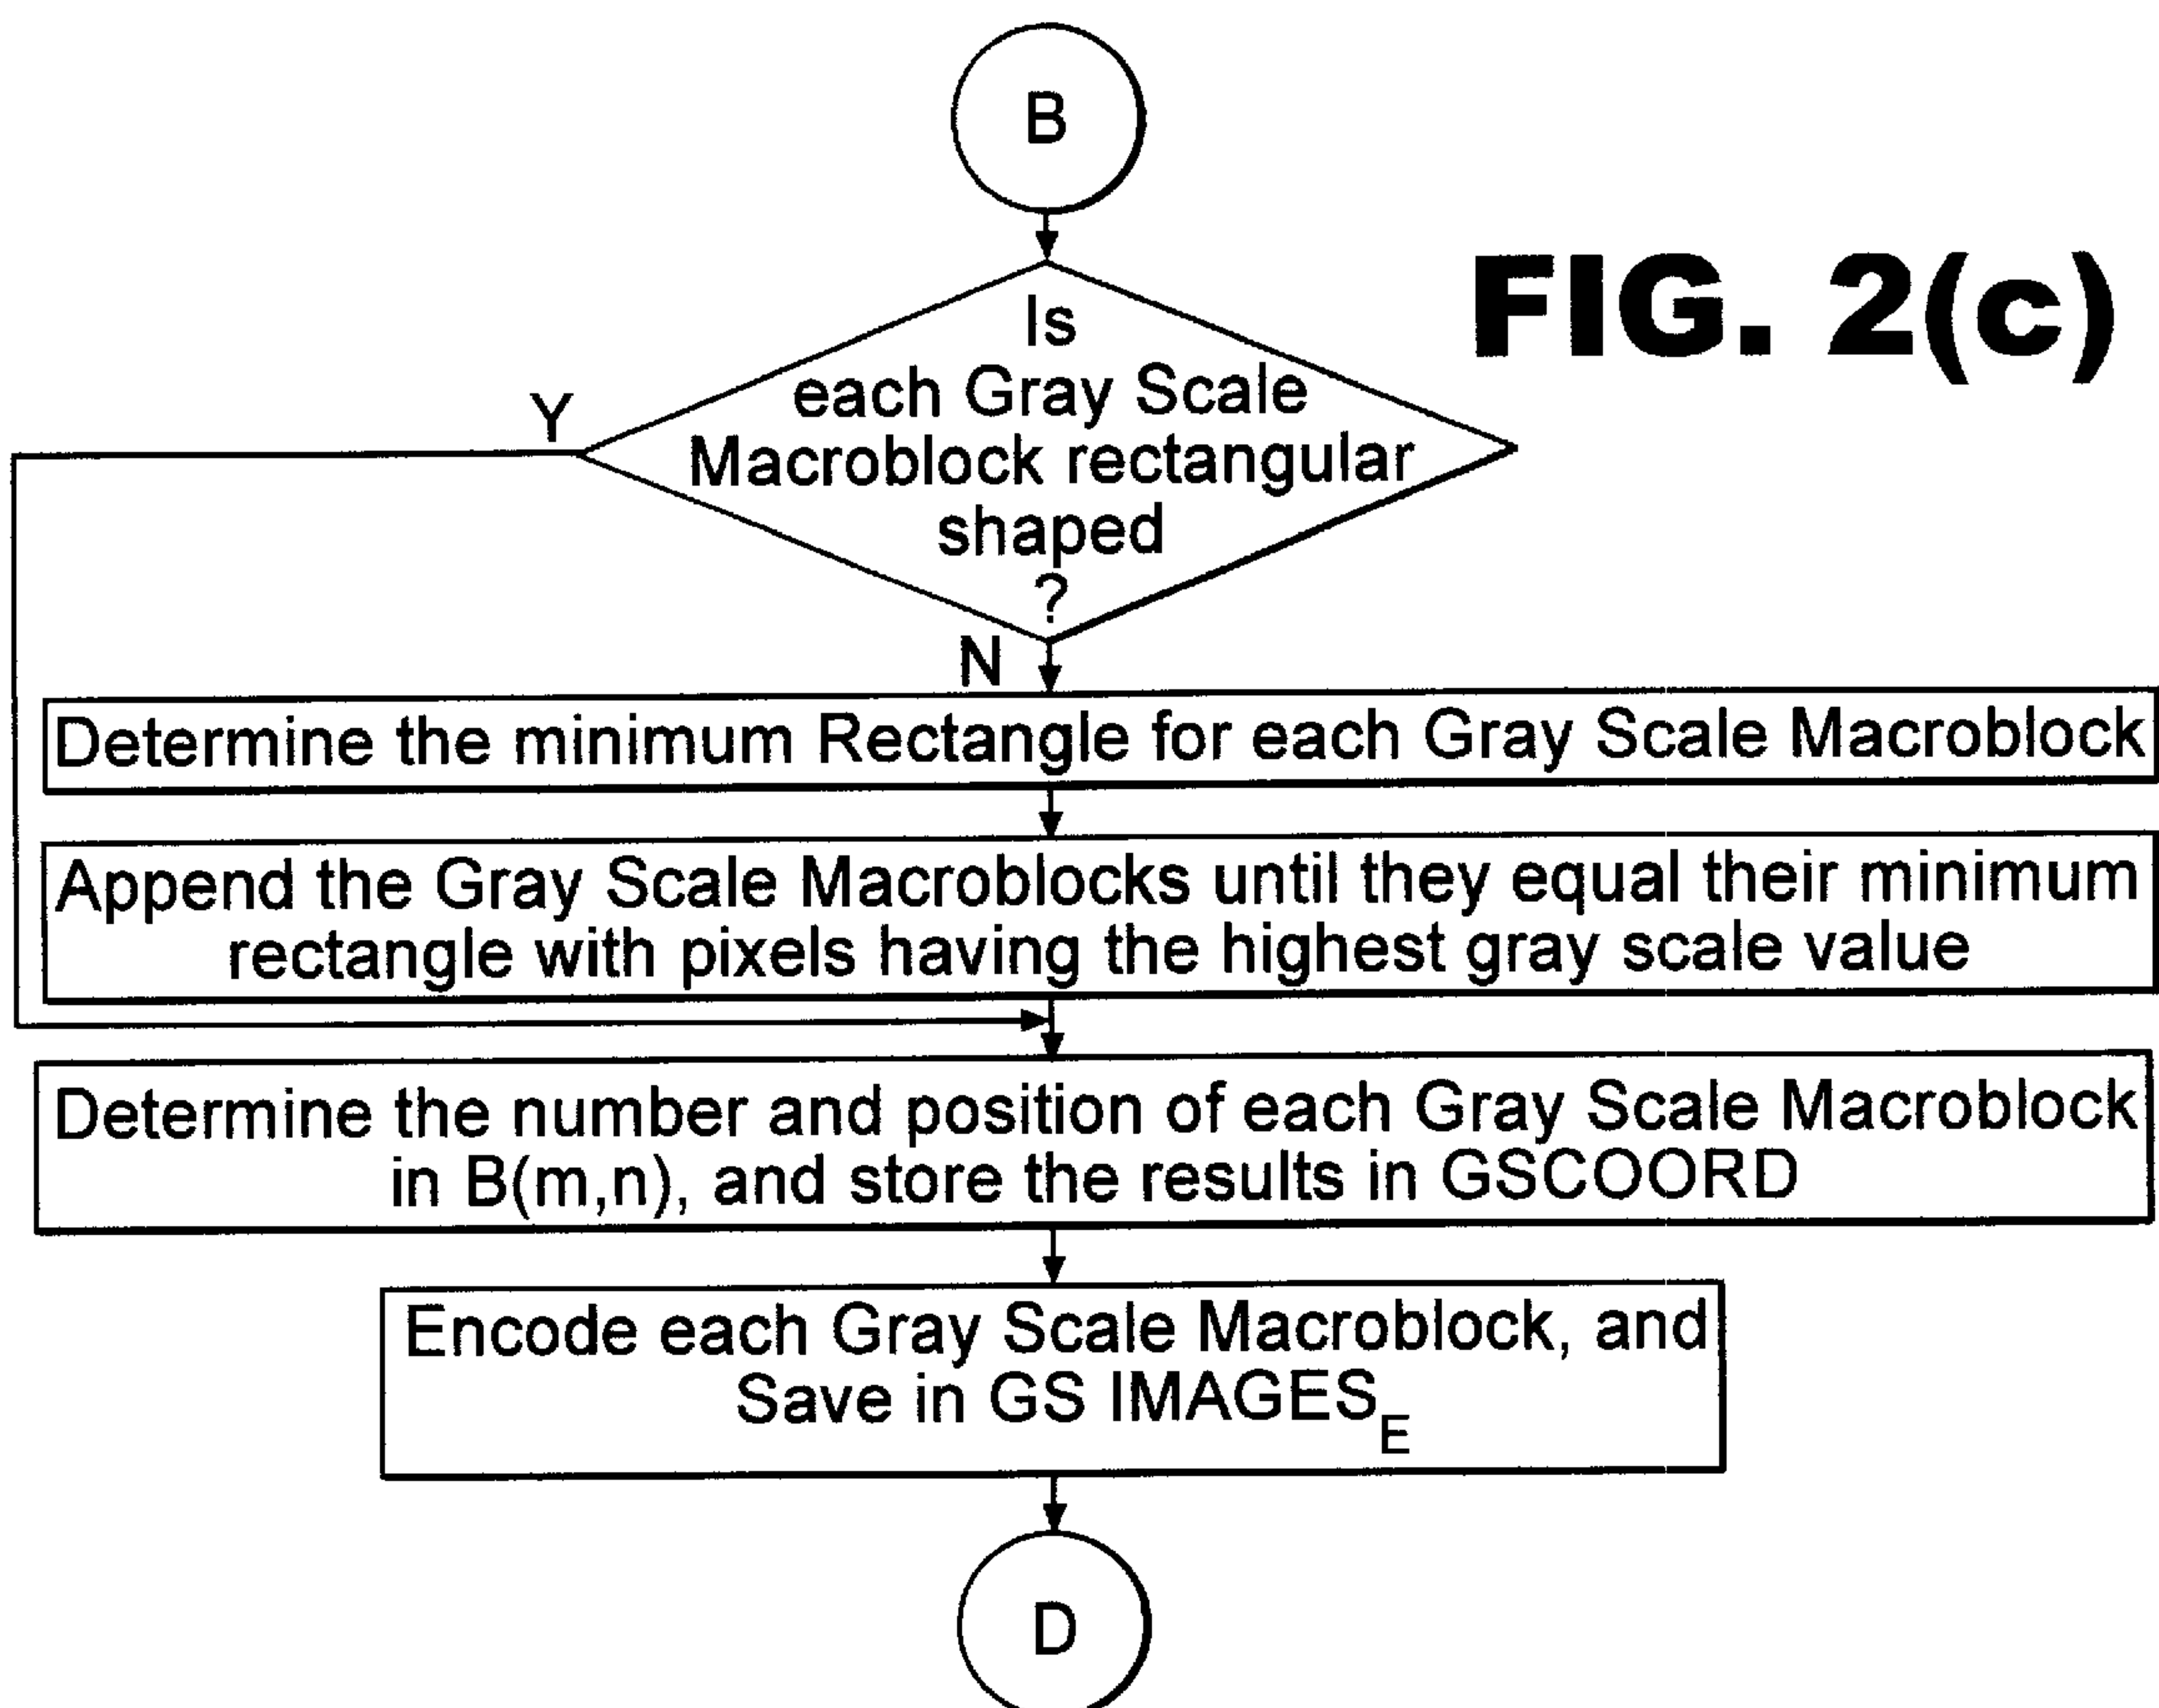 B
FIG. 2(c)
Is
each Gray Scale
Macroblock rectangular
shaped
?
Y
N
Determine the minimum Rectangle for each Gray Scale Macroblock
Append the Gray Scale Macroblocks until they equal their minimum
rectangle with pixels having the highest gray scale value
Determine the number and position of each Gray Scale Macroblock
in B(m,n), and store the results in GSCOORD
Encode each Gray Scale Macroblock, and
Save in GS IMAGES_E
D